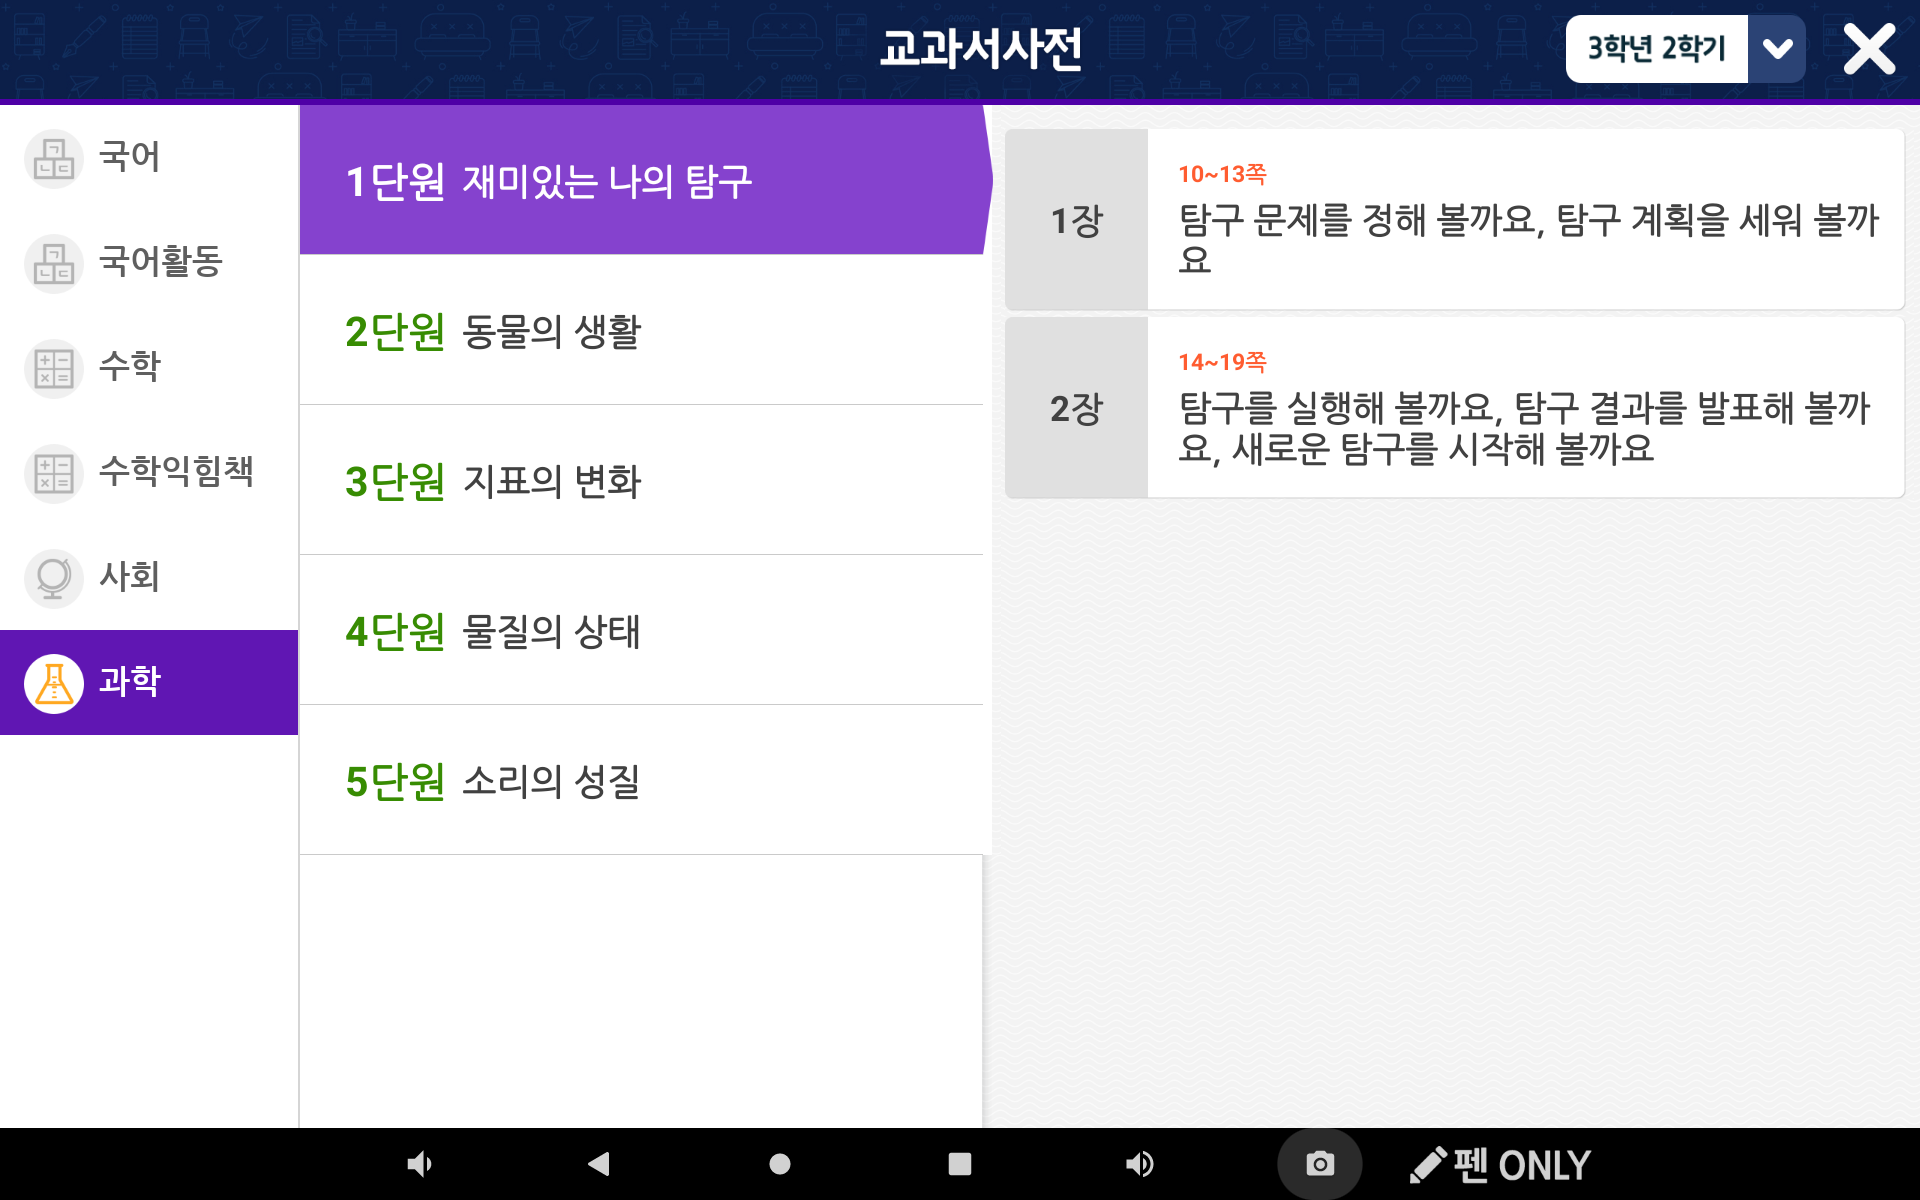 교과서사전
3학년 2학기
국어
국어활동
수학
수학익힘책
사회
과학
1단원 재미있는 나의 탐구
2단원 동물의 생활
3단원 지표의 변화
4단원 물질의 상태
5단원 소리의 성질
1장
10~13쪽
탐구 문제를 정해 볼까요, 탐구 계획을 세워 볼까
요
2장
14~19쪽
탐구를 실행해 볼까요, 탐구 결과를 발표해 볼까
요, 새로운 탐구를 시작해 볼까요
펜 ONLY